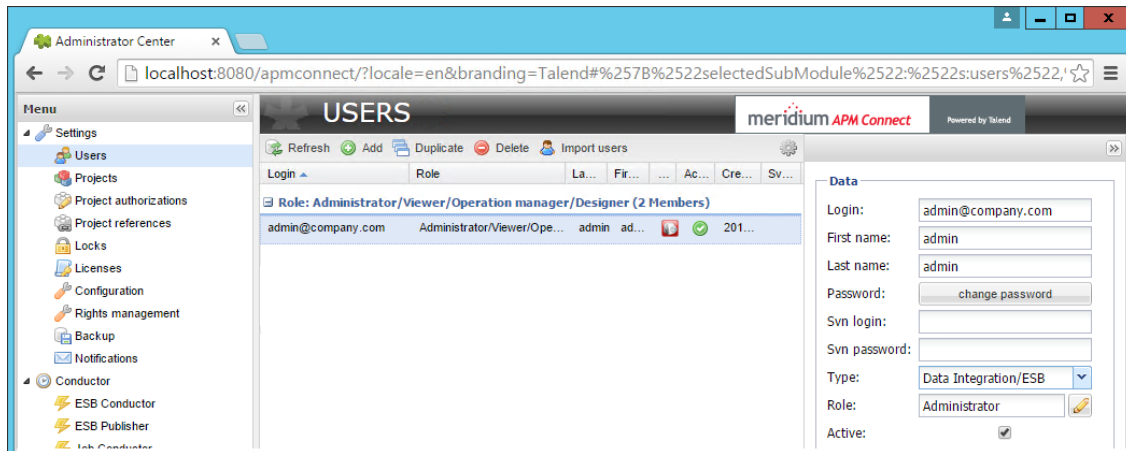 Administrator Center
localhost:8080/apmconnect/?locale=en&branding=Talend#%257B%2522selectedSubModule%2522:%2522s:users%2522,'
Menu
Settings
Users
Projects
Project authorizations
Project references
Locks
Licenses
Configuration
Rights management
Backup
Notifications
Conductor
ESB Conductor
ESB Publisher
Job Conductor
USERS
meridium APM Connect
Powered by Talend
Refresh Add Duplicate Delete Import users
Login Role La... Fir... ... Ac... Cre... Sv...
Role: Administrator/Viewer/Operation manager/Designer (2 Members)
admin@company.com Administrator/Viewer/Ope... admin ad... 201...
Data
Login: admin@company.com
First name: admin
Last name: admin
Password: change password
Svn login:
Svn password:
Type: Data Integration/ESB
Role: Administrator
Active: